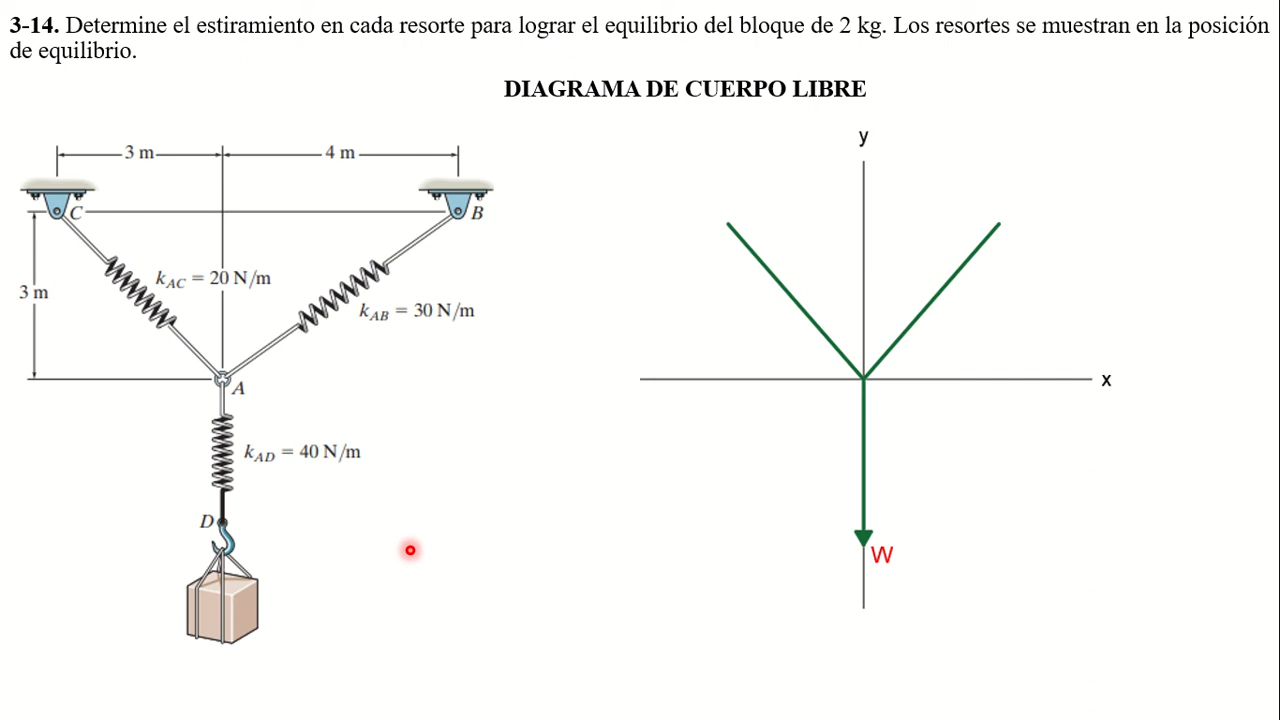 3-14. Determine el estiramiento en cada resorte para lograr el equilibrio del bloque de 2 kg. Los resortes se muestran en la posición
de equilibrio.
DIAGRAMA DE CUERPO LIBRE
y
3 m
4 m
C
B
k_AC = 20 N/m
3 m
k_AB = 30 N/m
x
A
k_AD = 40 N/m
D
W